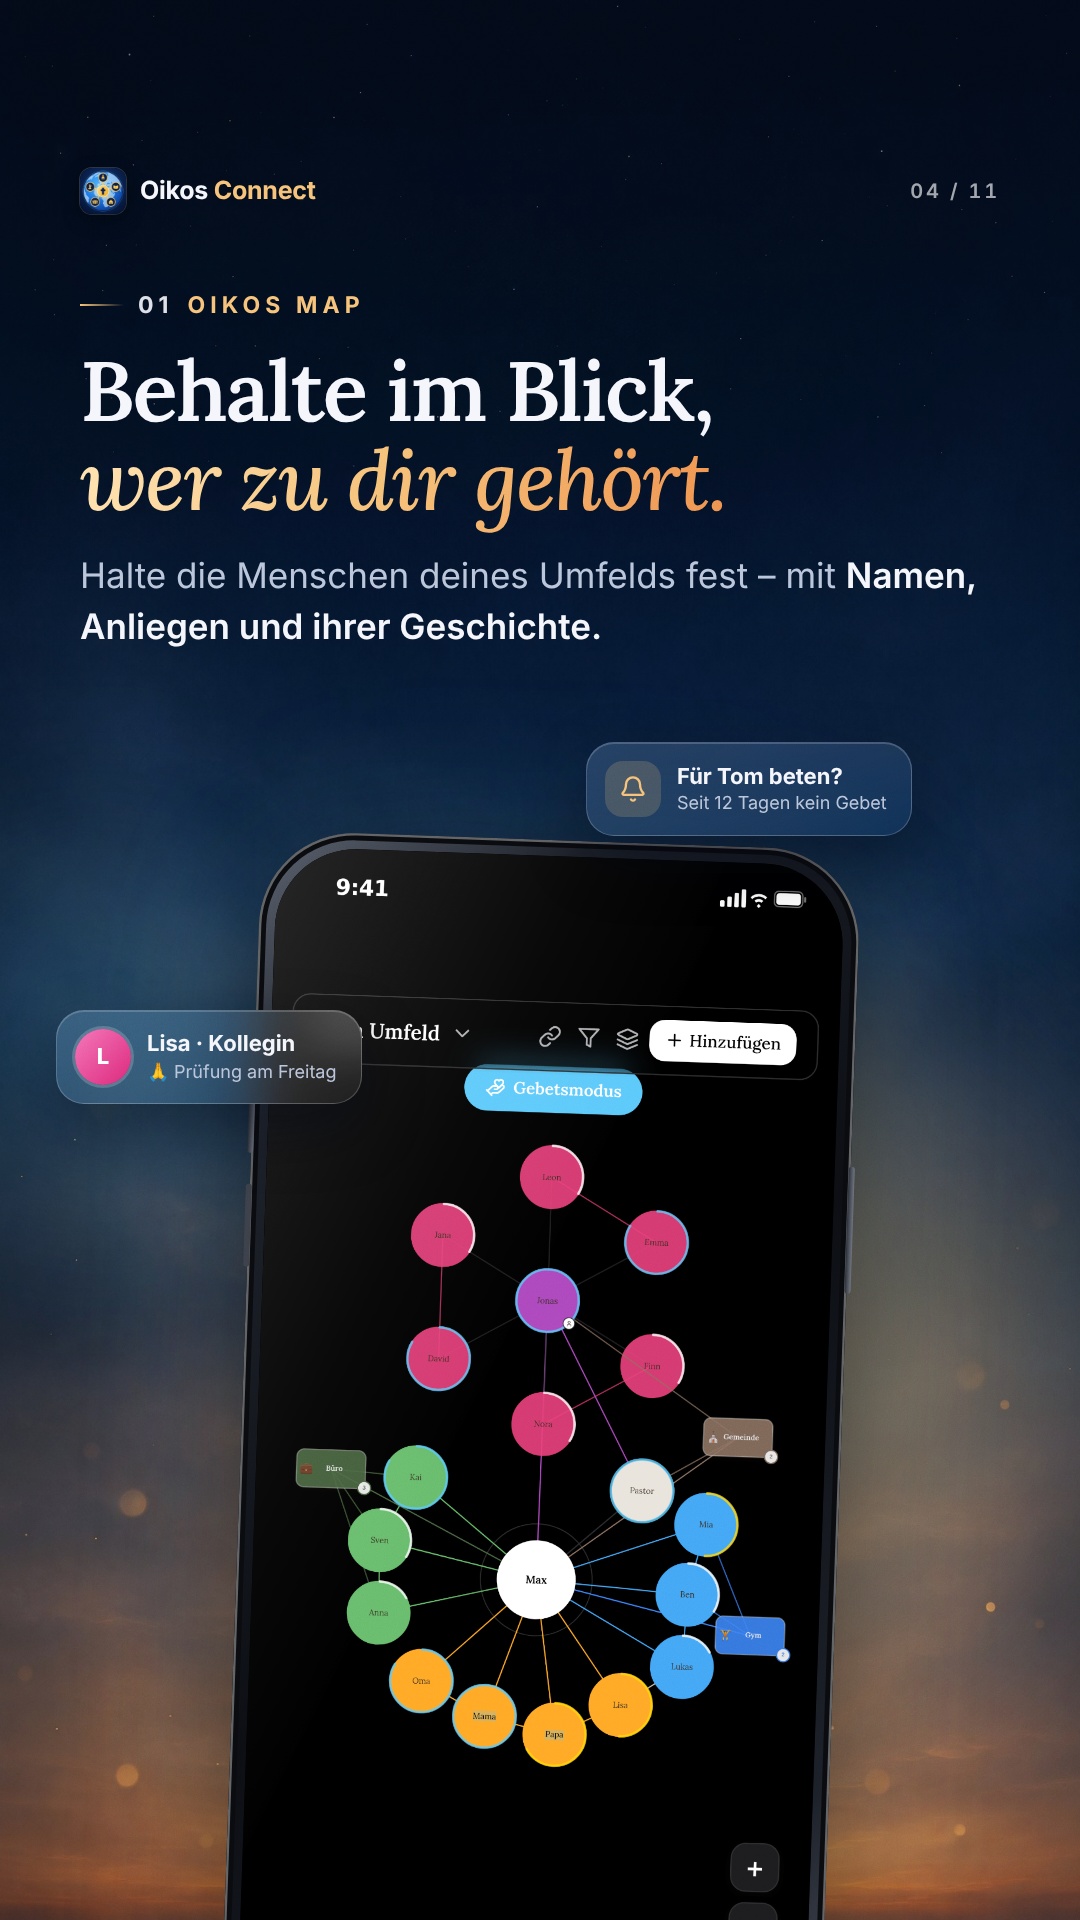 Oikos Connect
04 / 11
01 OIKOS MAP
Behalte im Blick,
wer zu dir gehört.
Halte die Menschen deines Umfelds fest – mit Namen,
Anliegen und ihrer Geschichte.
Für Tom beten?
Seit 12 Tagen kein Gebet
9:41
Umfeld
+ Hinzufügen
Lisa · Kollegin
L
🙏 Prüfung am Freitag
Gebetsmodus
Leon
Jana
Emma
Jonas
David
Finn
Nora
Gemeinde
Büro
Kai
Pastor
Mia
Sven
Max
Ben
Anna
Gym
Lukas
Oma
Lisa
Mama
Papa
+